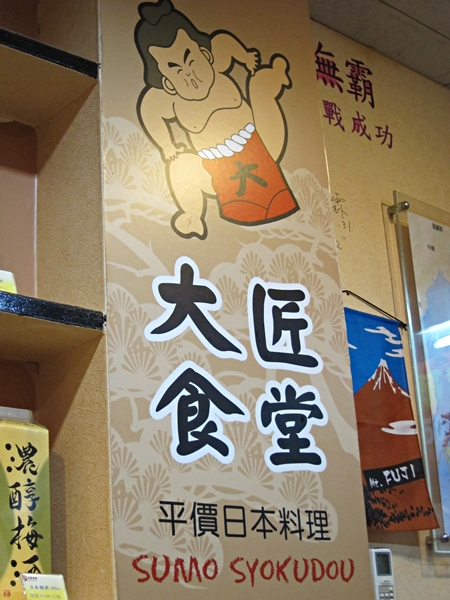 無霸
戰成功
大
大匠
食堂
平價日本料理
SUMO SYOKUDOU
Mt. FUJI
濃醇梅酒